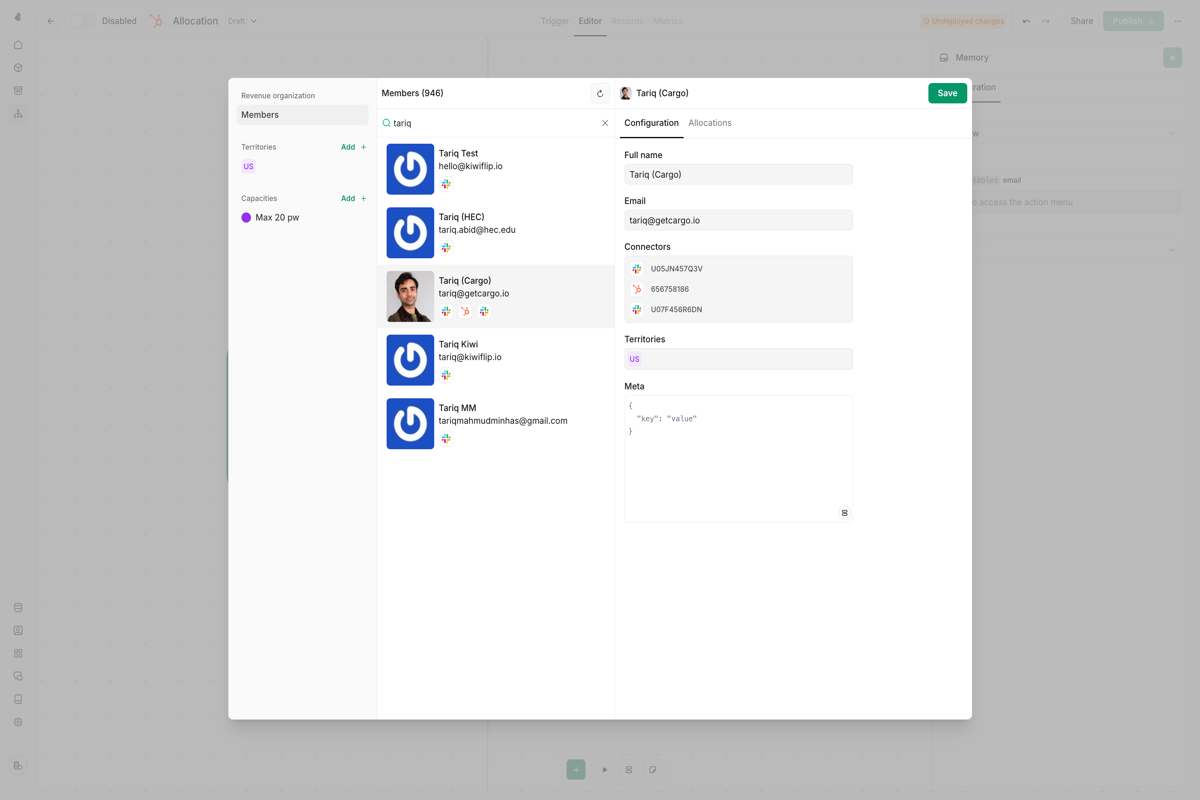 Disabled
Allocation
Draft
Trigger
Editor
Records
Metrics
Undeployed changes
Share
Publish
Memory
Revenue organization
Members
Territories
Add +
US
Capacities
Add +
Max 20 pw
Members (946)
tariq
Tariq Test
hello@kiwiflip.io
Tariq (HEC)
tariq.abid@hec.edu
Tariq (Cargo)
tariq@getcargo.io
Tariq Kiwi
tariq@kiwiflip.io
Tariq MM
tariqmahmudminhas@gmail.com
Tariq (Cargo)
Save
Configuration
Allocations
Full name
Tariq (Cargo)
Email
tariq@getcargo.io
Connectors
U05JN457Q3V
656758186
U07F456R6DN
Territories
US
Meta
{
"key": "value"
}
ration
w
iables email
o access the action menu